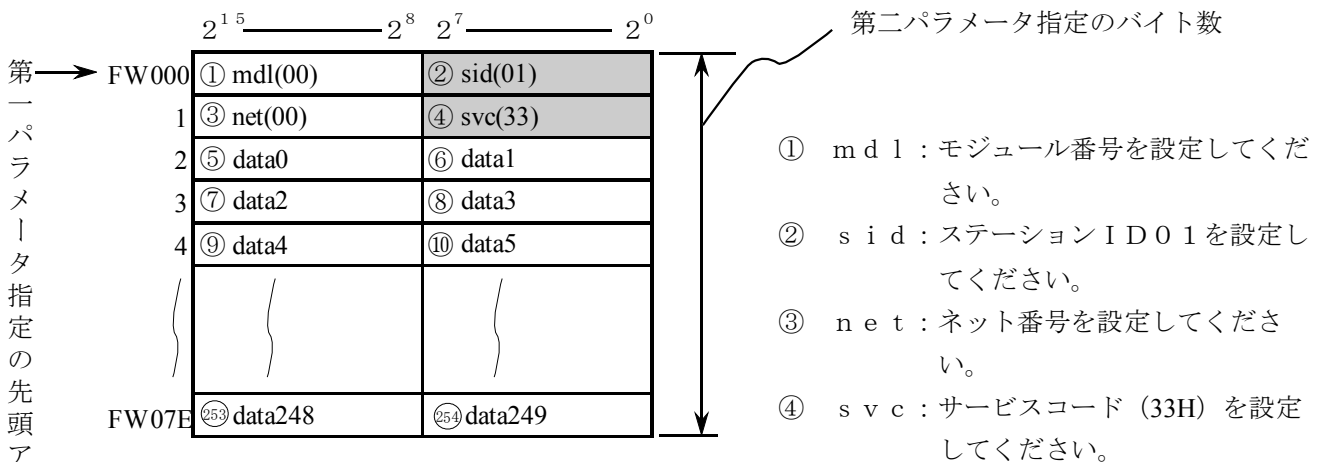 2¹⁵ 2⁸ 2⁷ 2⁰
第二パラメータ指定のバイト数
第一パラメータ指定の先頭ア
FW000 ① mdl(00) ② sid(01)
1 ③ net(00) ④ svc(33)
2 ⑤ data0 ⑥ data1
3 ⑦ data2 ⑧ data3
4 ⑨ data4 ⑩ data5
FW07E 253 data248 254 data249
① mdl:モジュール番号を設定してくだ
さい。
② sid:ステーションID01を設定し
てください。
③ net:ネット番号を設定してくださ
い。
④ svc:サービスコード(33H)を設定
してください。